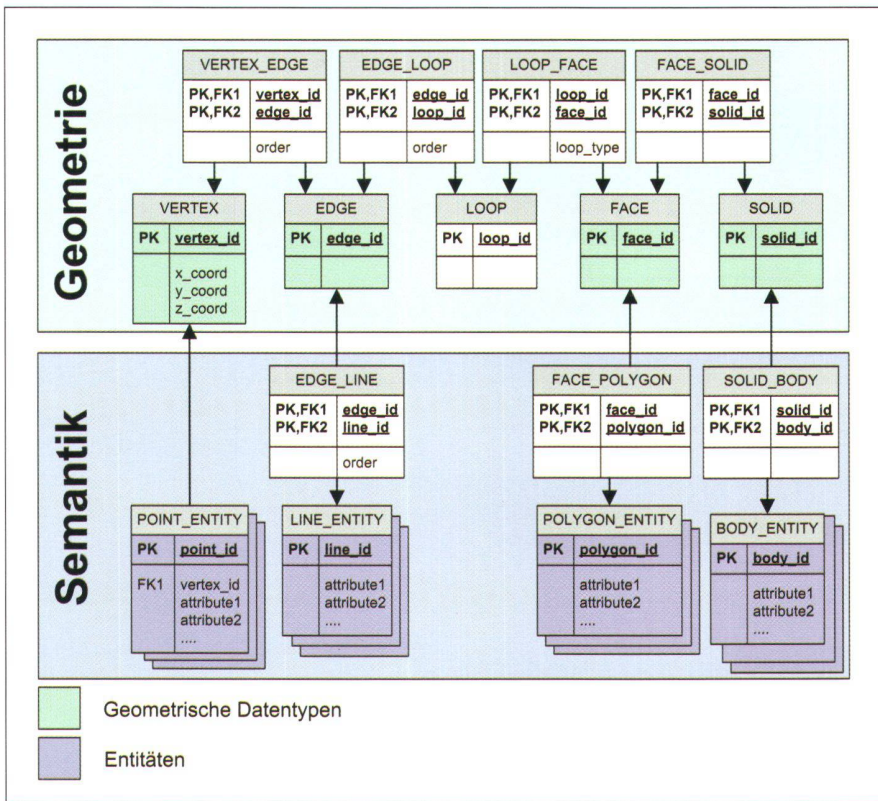 Geometrie
VERTEX_EDGE
PK,FK1 vertex_id
PK,FK2 edge_id
order
EDGE_LOOP
PK,FK1 edge_id
PK,FK2 loop_id
order
LOOP_FACE
PK,FK1 loop_id
PK,FK2 face_id
loop_type
FACE_SOLID
PK,FK1 face_id
PK,FK2 solid_id
VERTEX
PK vertex_id
x_coord
y_coord
z_coord
EDGE
PK edge_id
LOOP
PK loop_id
FACE
PK face_id
SOLID
PK solid_id
Semantik
EDGE_LINE
PK,FK1 edge_id
PK,FK2 line_id
order
FACE_POLYGON
PK,FK1 face_id
PK,FK2 polygon_id
SOLID_BODY
PK,FK1 solid_id
PK,FK2 body_id
POINT_ENTITY
PK point_id
FK1 vertex_id
attribute1
attribute2
....
LINE_ENTITY
PK line_id
attribute1
attribute2
....
POLYGON_ENTITY
PK polygon_id
attribute1
attribute2
....
BODY_ENTITY
PK body_id
attribute1
attribute2
....
Geometrische Datentypen
Entitäten